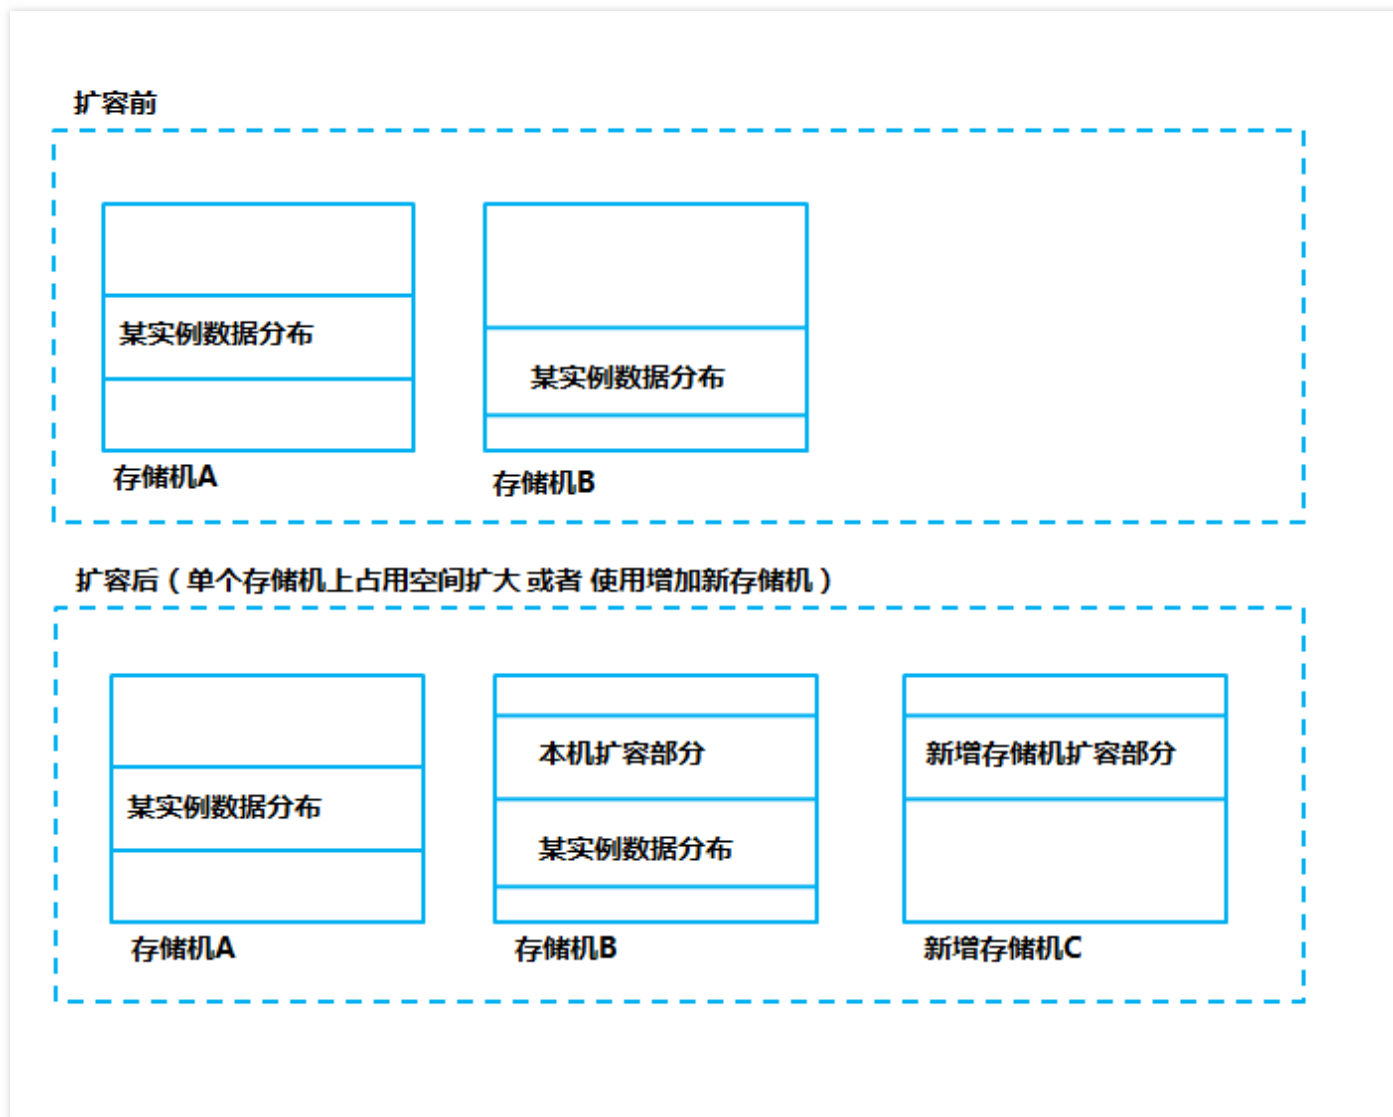 扩容前
某实例数据分布
某实例数据分布
存储机A
存储机B
扩容后（单个存储机上占用空间扩大 或者 使用增加新存储机）
本机扩容部分
新增存储机扩容部分
某实例数据分布
某实例数据分布
存储机A
存储机B
新增存储机C